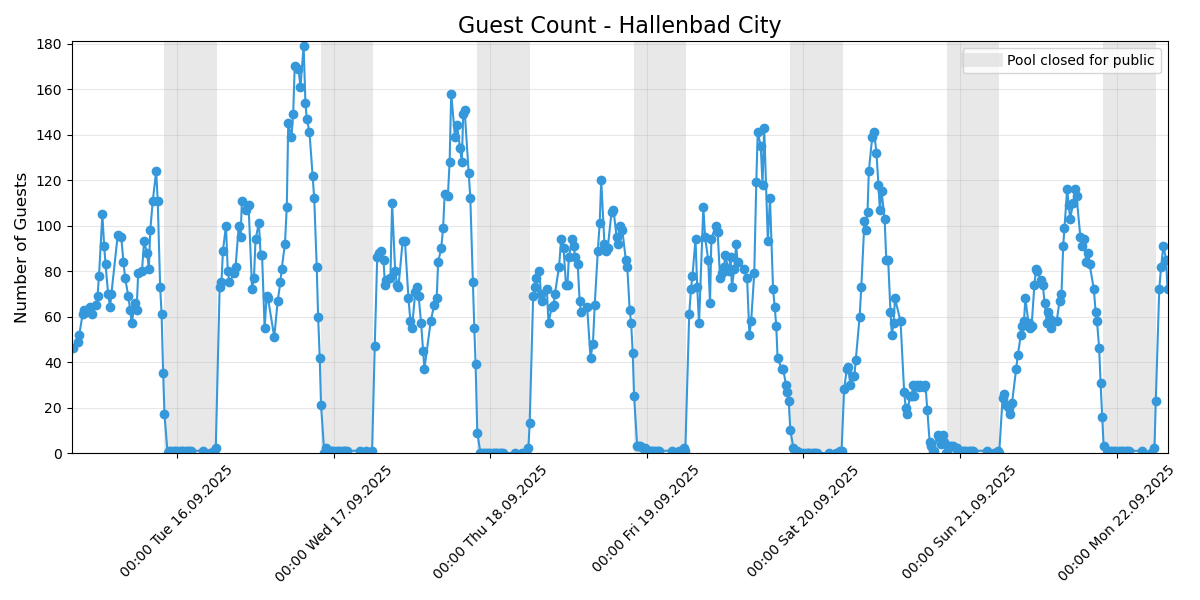 Guest Count - Hallenbad City
Pool closed for public
Number of Guests
180
160
140
120
100
80
60
40
20
0
00:00 Tue 16.09.2025
00:00 Wed 17.09.2025
00:00 Thu 18.09.2025
00:00 Fri 19.09.2025
00:00 Sat 20.09.2025
00:00 Sun 21.09.2025
00:00 Mon 22.09.2025